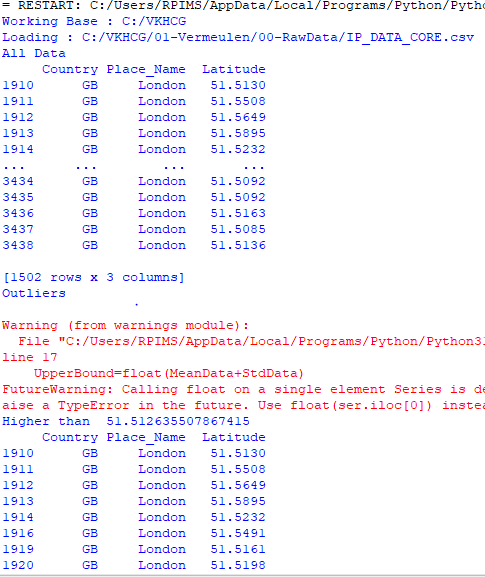 = RESTART: C:/Users/RPIMS/AppData/Local/Programs/Python/Pytho
Working Base : C:/VKHCG
Loading : C:/VKHCG/01-Vermeulen/00-RawData/IP_DATA_CORE.csv
All Data
Country Place_Name Latitude
1910 GB London 51.5130
1911 GB London 51.5508
1912 GB London 51.5649
1913 GB London 51.5895
1914 GB London 51.5232
... ... ... ...
3434 GB London 51.5092
3435 GB London 51.5092
3436 GB London 51.5163
3437 GB London 51.5085
3438 GB London 51.5136
[1502 rows x 3 columns]
Outliers
Warning (from warnings module):
File "C:/Users/RPIMS/AppData/Local/Programs/Python/Python3
line 17
UpperBound=float(MeanData+StdData)
FutureWarning: Calling float on a single element Series is de
aise a TypeError in the future. Use float(ser.iloc[0]) instea
Higher than 51.512635507867415
Country Place_Name Latitude
1910 GB London 51.5130
1911 GB London 51.5508
1912 GB London 51.5649
1913 GB London 51.5895
1914 GB London 51.5232
1916 GB London 51.5491
1919 GB London 51.5161
1920 GB London 51.5198